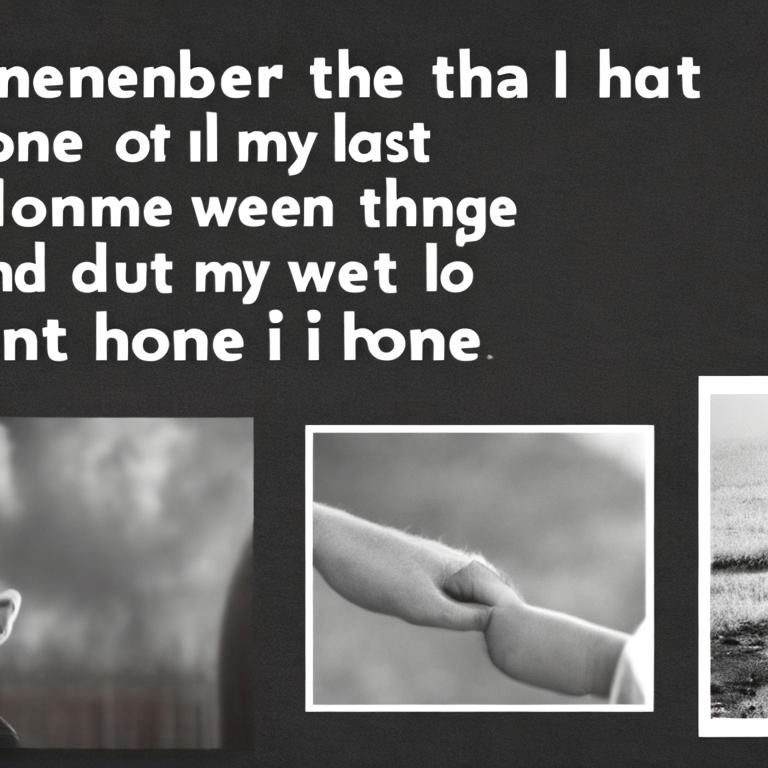 nenenber the tha I hat
one ot il my last
lonme ween thnge
nd dut my wet lo
nt hone i i hone.